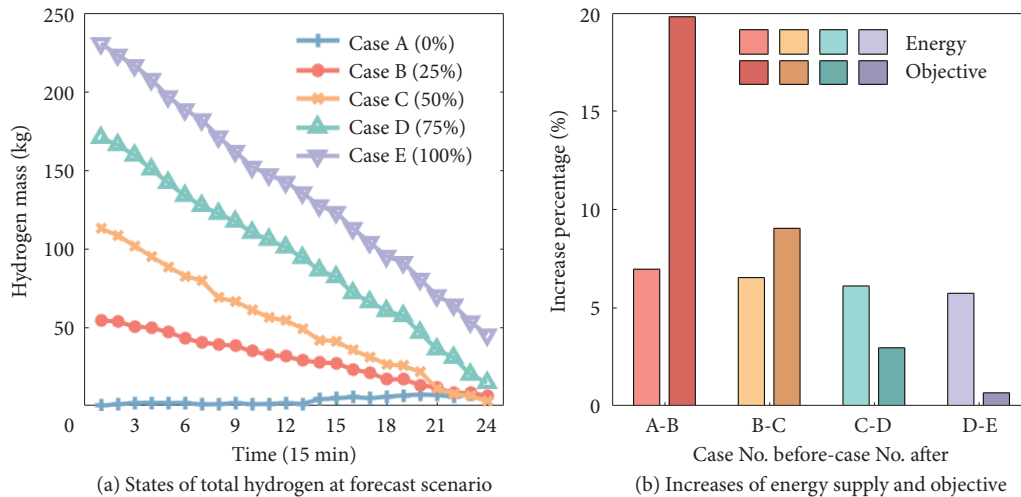 250
200
150
100
50
0
3
6
9
12
15
18
21
24
Hydrogen mass (kg)
Time (15 min)
Case A (0%)
Case B (25%)
Case C (50%)
Case D (75%)
Case E (100%)
(a) States of total hydrogen at forecast scenario
20
15
10
5
0
Increase percentage (%)
Energy
Objective
A-B
B-C
C-D
D-E
Case No. before-case No. after
(b) Increases of energy supply and objective